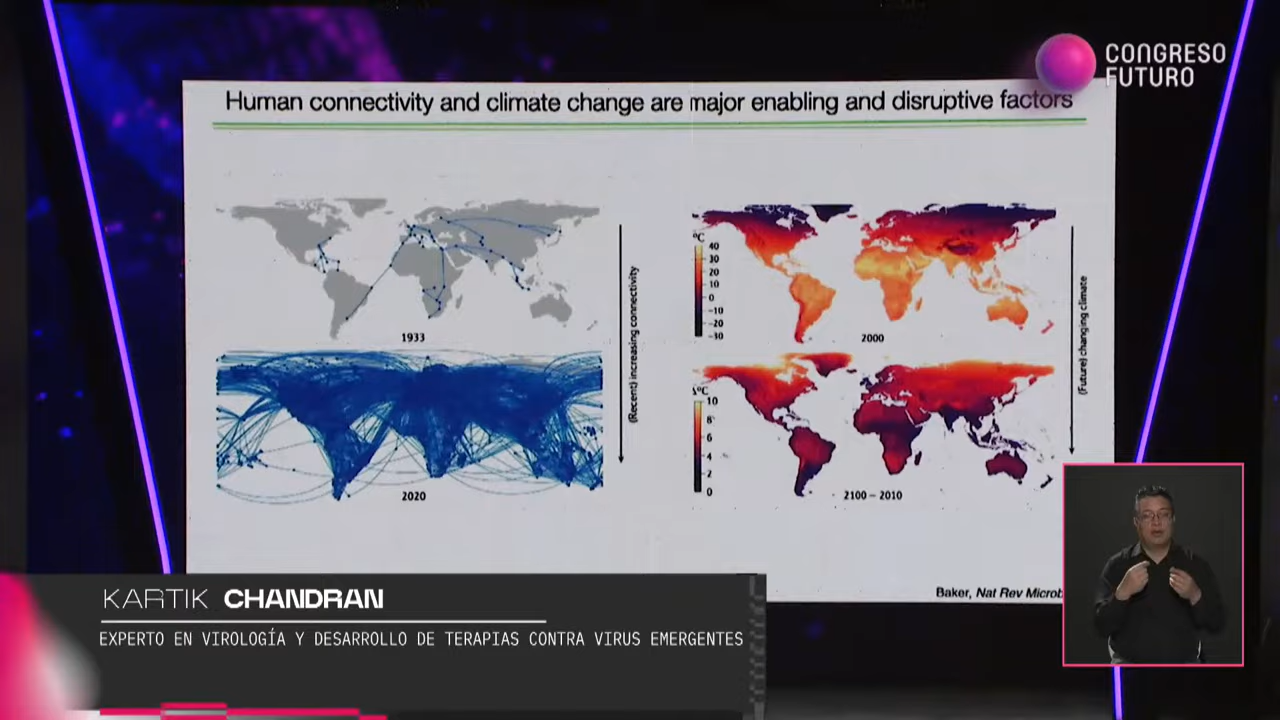 CONGRESO
FUTURO
Human connectivity and climate change are major enabling and disruptive factors
1933
2020
(Recent) increasing connectivity
°C
40
30
20
10
0
-10
-20
-30
2000
Δ°C
10
8
6
4
2
0
2100 – 2010
(Future) changing climate
Baker, Nat Rev Microb
KARTIK CHANDRAN
EXPERTO EN VIROLOGÍA Y DESARROLLO DE TERAPIAS CONTRA VIRUS EMERGENTES